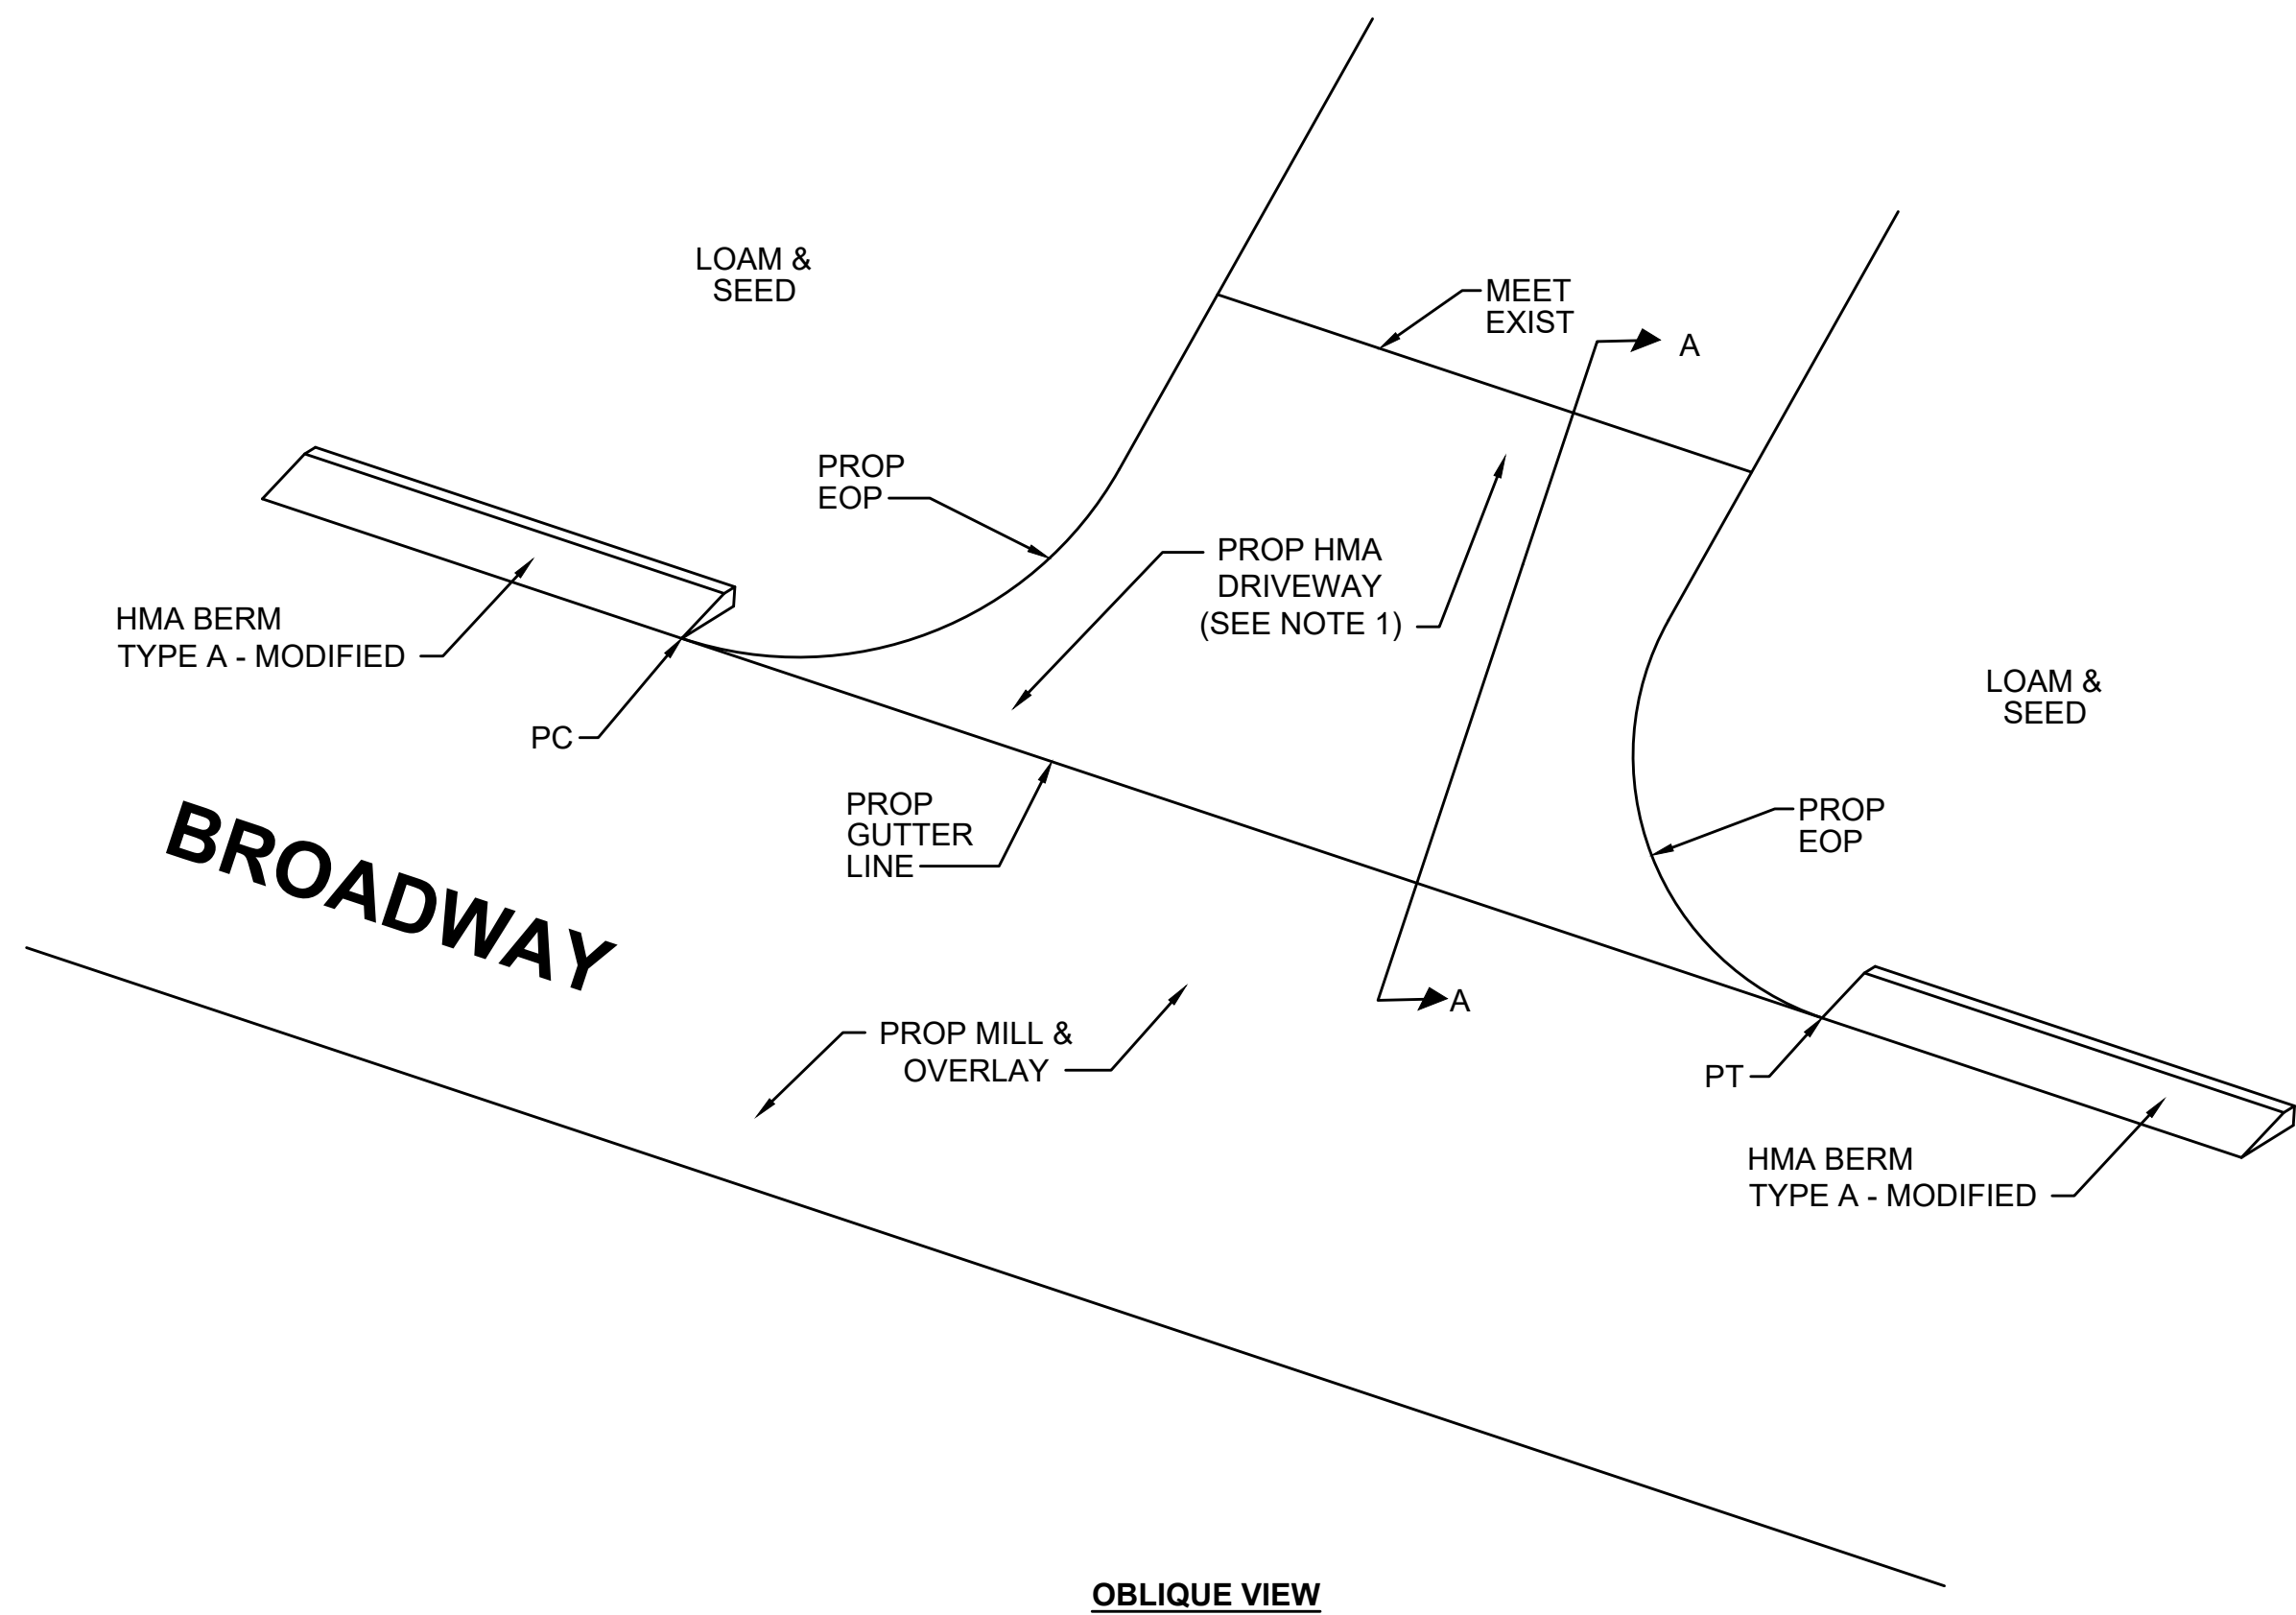 LOAM &
SEED
MEET
EXIST
A
PROP
EOP
PROP HMA
DRIVEWAY
(SEE NOTE 1)
HMA BERM
TYPE A - MODIFIED
LOAM &
SEED
PC
PROP
GUTTER
LINE
PROP
EOP
BROADWAY
A
PROP MILL &
OVERLAY
PT
HMA BERM
TYPE A - MODIFIED
OBLIQUE VIEW